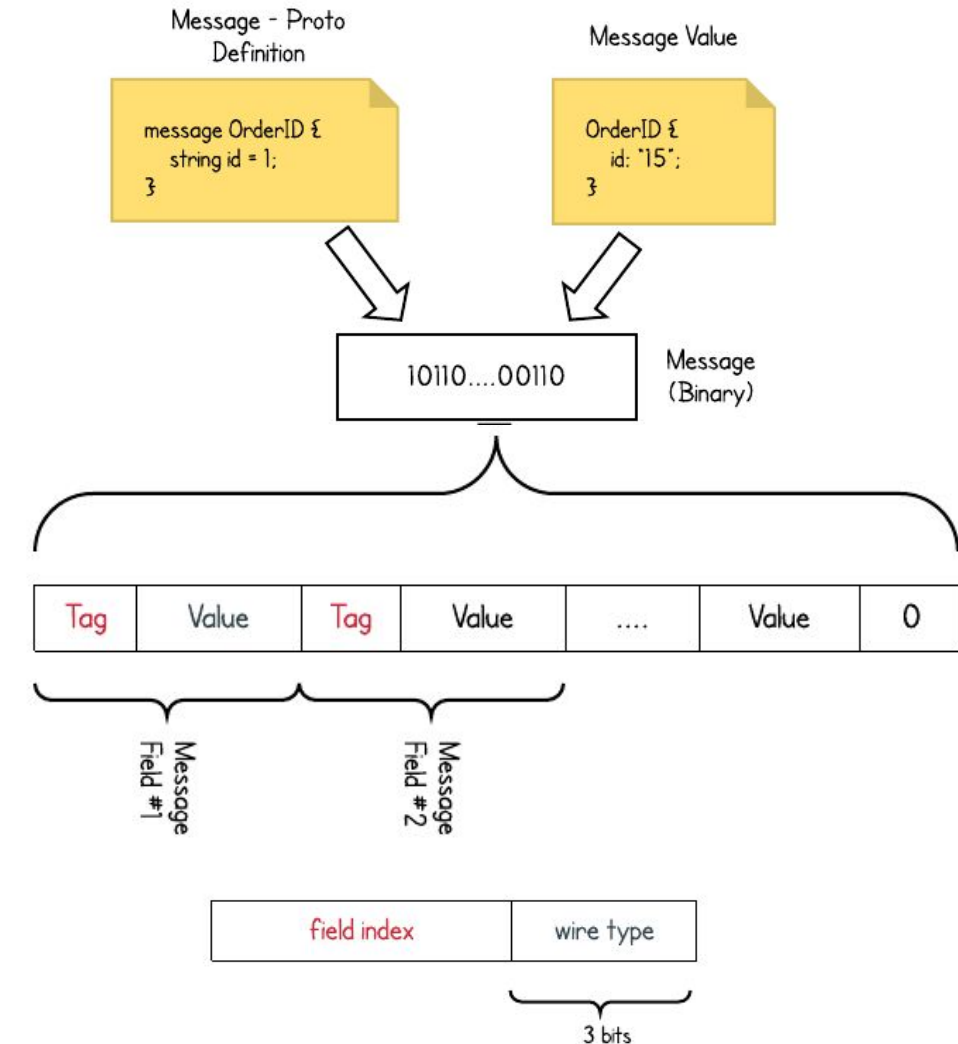 Message - Proto
Definition
Message Value
message OrderID {
string id = 1;
}
OrderID {
id: "15";
}
10110....00110
Message
(Binary)
Tag
Value
Tag
Value
....
Value
0
Message
Field #1
Message
Field #2
field index
wire type
3 bits